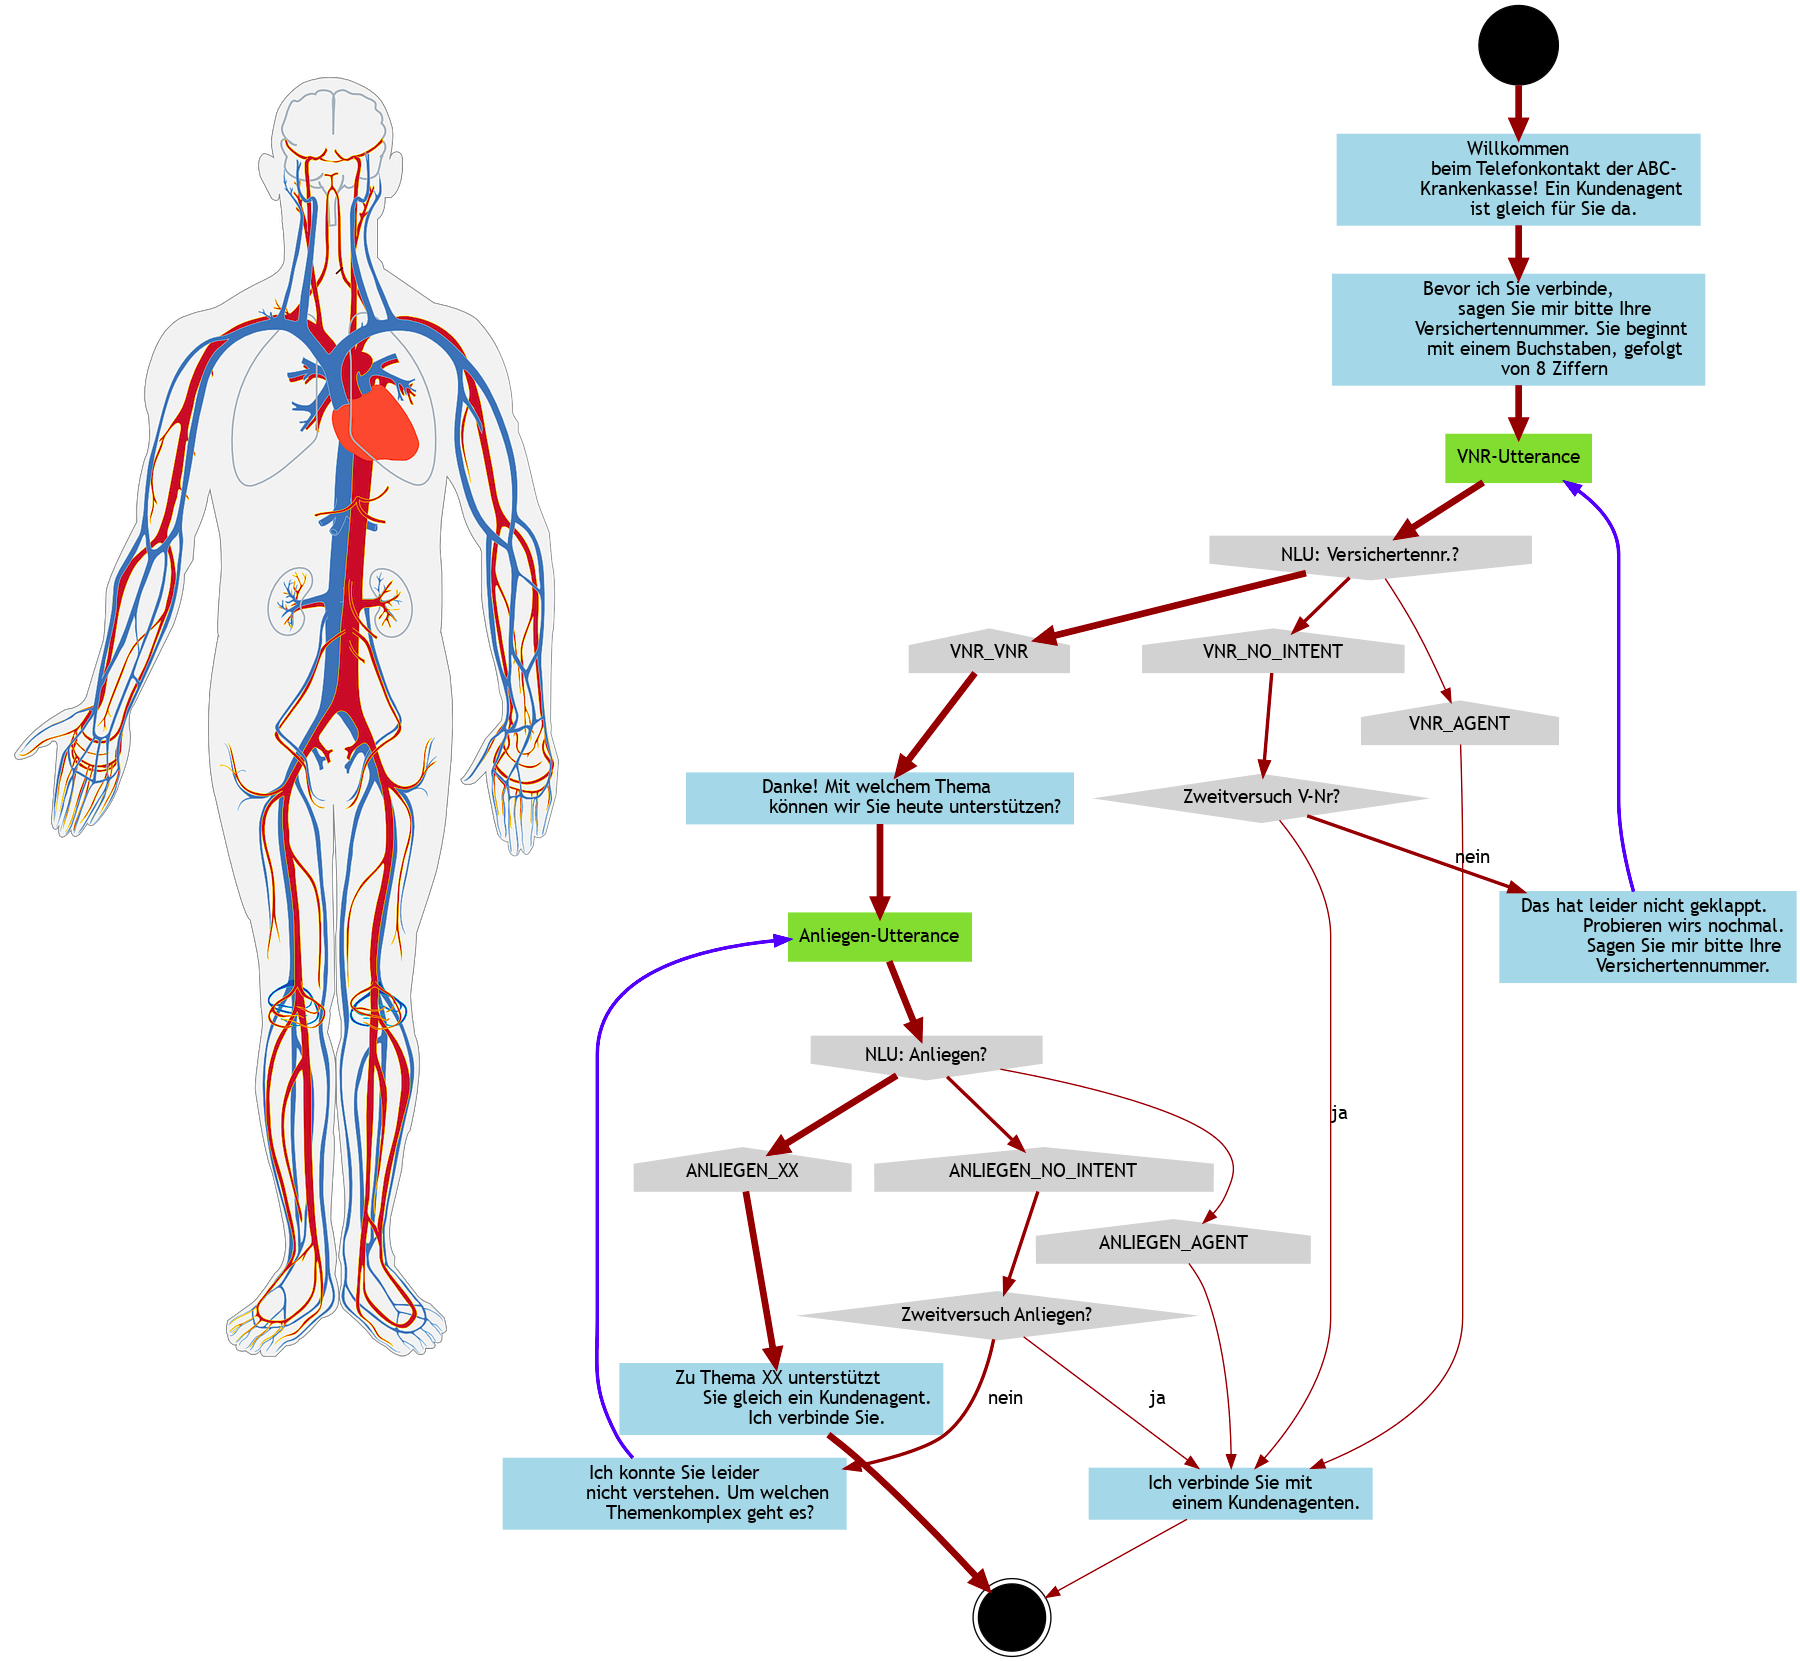 Willkommen
beim Telefonkontakt der ABC-
Krankenkasse! Ein Kundenagent
ist gleich für Sie da.
Bevor ich Sie verbinde,
sagen Sie mir bitte Ihre
Versichertennummer. Sie beginnt
mit einem Buchstaben, gefolgt
von 8 Ziffern
VNR-Utterance
NLU: Versichertennr.?
VNR_VNR
VNR_NO_INTENT
VNR_AGENT
Danke! Mit welchem Thema
können wir Sie heute unterstützen?
Zweitversuch V-Nr?
nein
Das hat leider nicht geklappt.
Probieren wirs nochmal.
Sagen Sie mir bitte Ihre
Versichertennummer.
Anliegen-Utterance
NLU: Anliegen?
ja
ANLIEGEN_XX
ANLIEGEN_NO_INTENT
ANLIEGEN_AGENT
Zweitversuch Anliegen?
Zu Thema XX unterstützt
Sie gleich ein Kundenagent.
Ich verbinde Sie.
nein
ja
Ich konnte Sie leider
nicht verstehen. Um welchen
Themenkomplex geht es?
Ich verbinde Sie mit
einem Kundenagenten.